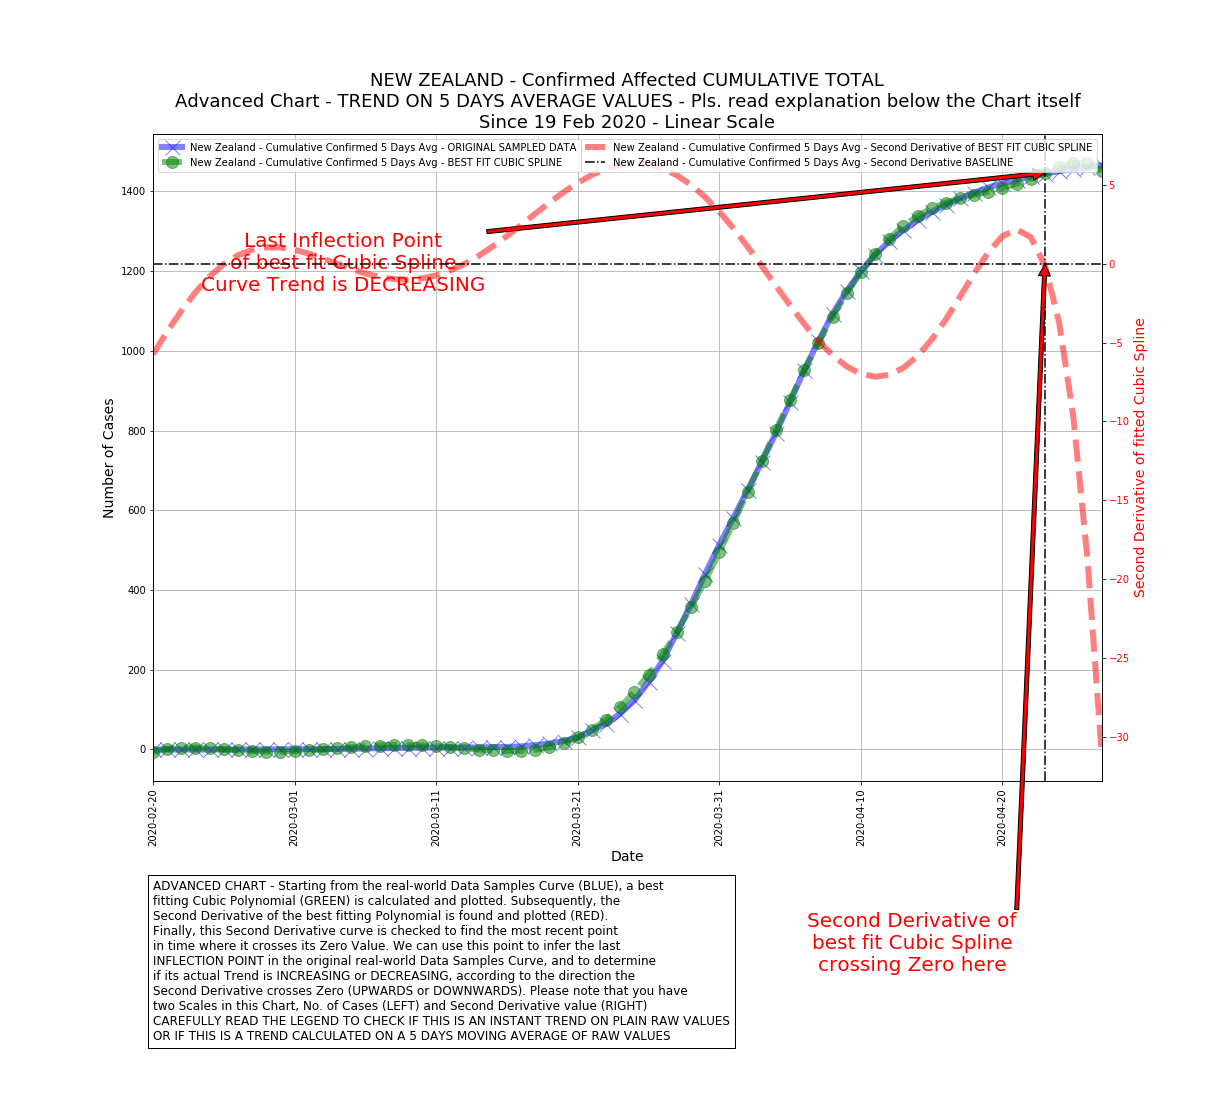 NEW ZEALAND - Confirmed Affected CUMULATIVE TOTAL
Advanced Chart - TREND ON 5 DAYS AVERAGE VALUES - Pls. read explanation below the Chart itself
Since 19 Feb 2020 - Linear Scale
New Zealand - Cumulative Confirmed 5 Days Avg - ORIGINAL SAMPLED DATA
New Zealand - Cumulative Confirmed 5 Days Avg - BEST FIT CUBIC SPLINE
New Zealand - Cumulative Confirmed 5 Days Avg - Second Derivative of BEST FIT CUBIC SPLINE
New Zealand - Cumulative Confirmed 5 Days Avg - Second Derivative BASELINE
Last Inflection Point
of best fit Cubic Spline
Curve Trend is DECREASING
Number of Cases
1400
1200
1000
800
600
400
200
0
5
0
−5
−10
−15
−20
−25
−30
Second Derivative of fitted Cubic Spline
2020-02-20
2020-03-01
2020-03-11
2020-03-21
2020-03-31
2020-04-10
2020-04-20
Date
ADVANCED CHART - Starting from the real-world Data Samples Curve (BLUE), a best
fitting Cubic Polynomial (GREEN) is calculated and plotted. Subsequently, the
Second Derivative of the best fitting Polynomial is found and plotted (RED).
Finally, this Second Derivative curve is checked to find the most recent point
in time where it crosses its Zero Value. We can use this point to infer the last
INFLECTION POINT in the original real-world Data Samples Curve, and to determine
if its actual Trend is INCREASING or DECREASING, according to the direction the
Second Derivative crosses Zero (UPWARDS or DOWNWARDS). Please note that you have
two Scales in this Chart, No. of Cases (LEFT) and Second Derivative value (RIGHT)
CAREFULLY READ THE LEGEND TO CHECK IF THIS IS AN INSTANT TREND ON PLAIN RAW VALUES
OR IF THIS IS A TREND CALCULATED ON A 5 DAYS MOVING AVERAGE OF RAW VALUES
Second Derivative of
best fit Cubic Spline
crossing Zero here